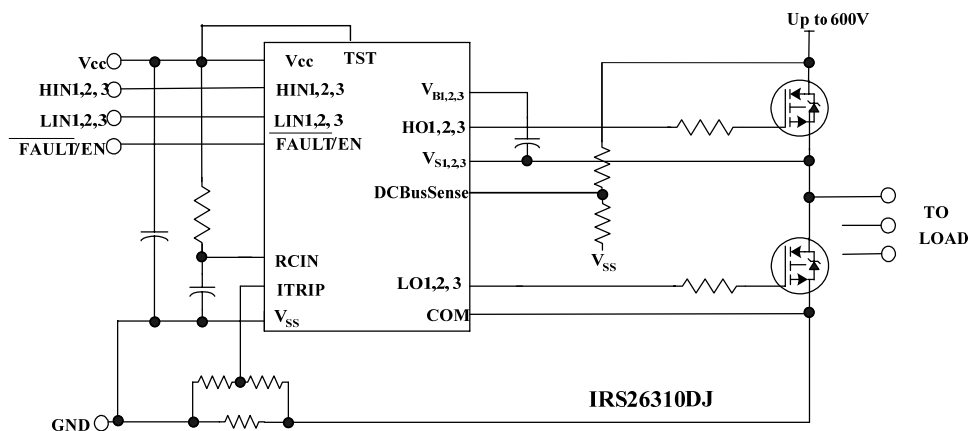 Up to 600V
Vcc
Vcc
TST
HIN1,2,3
HIN1,2,3
VB1,2,3
LIN1,2,3
LIN1,2,3
HO1,2,3
FAULT/EN
FAULT/EN
VS1,2,3
DCBusSense
TO
LOAD
VSS
RCIN
ITRIP
LO1,2,3
VSS
COM
IRS26310DJ
GND